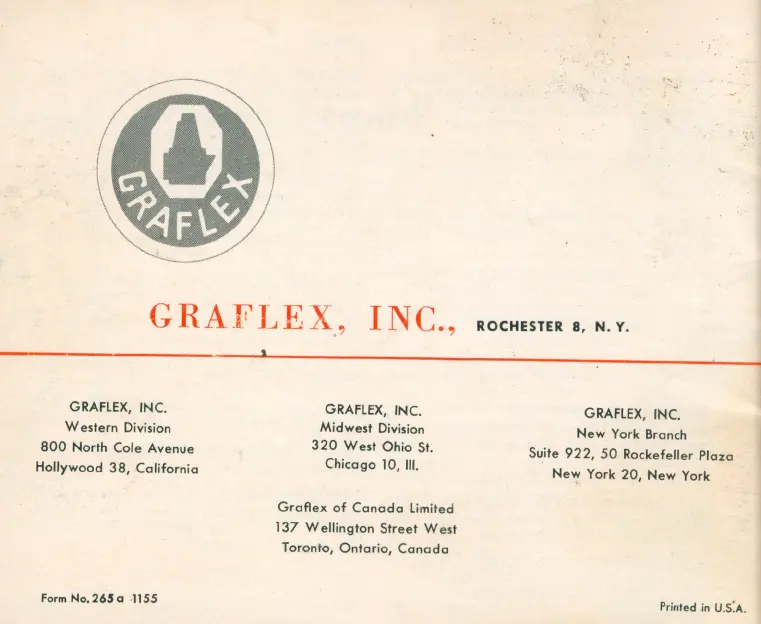 GRAFLEX
GRAFLEX, INC., ROCHESTER 8, N. Y.
GRAFLEX, INC.
Western Division
800 North Cole Avenue
Hollywood 38, California
GRAFLEX, INC.
Midwest Division
320 West Ohio St.
Chicago 10, Ill.
GRAFLEX, INC.
New York Branch
Suite 922, 50 Rockefeller Plaza
New York 20, New York
Graflex of Canada Limited
137 Wellington Street West
Toronto, Ontario, Canada
Form No. 265a 1155
Printed in U.S.A.